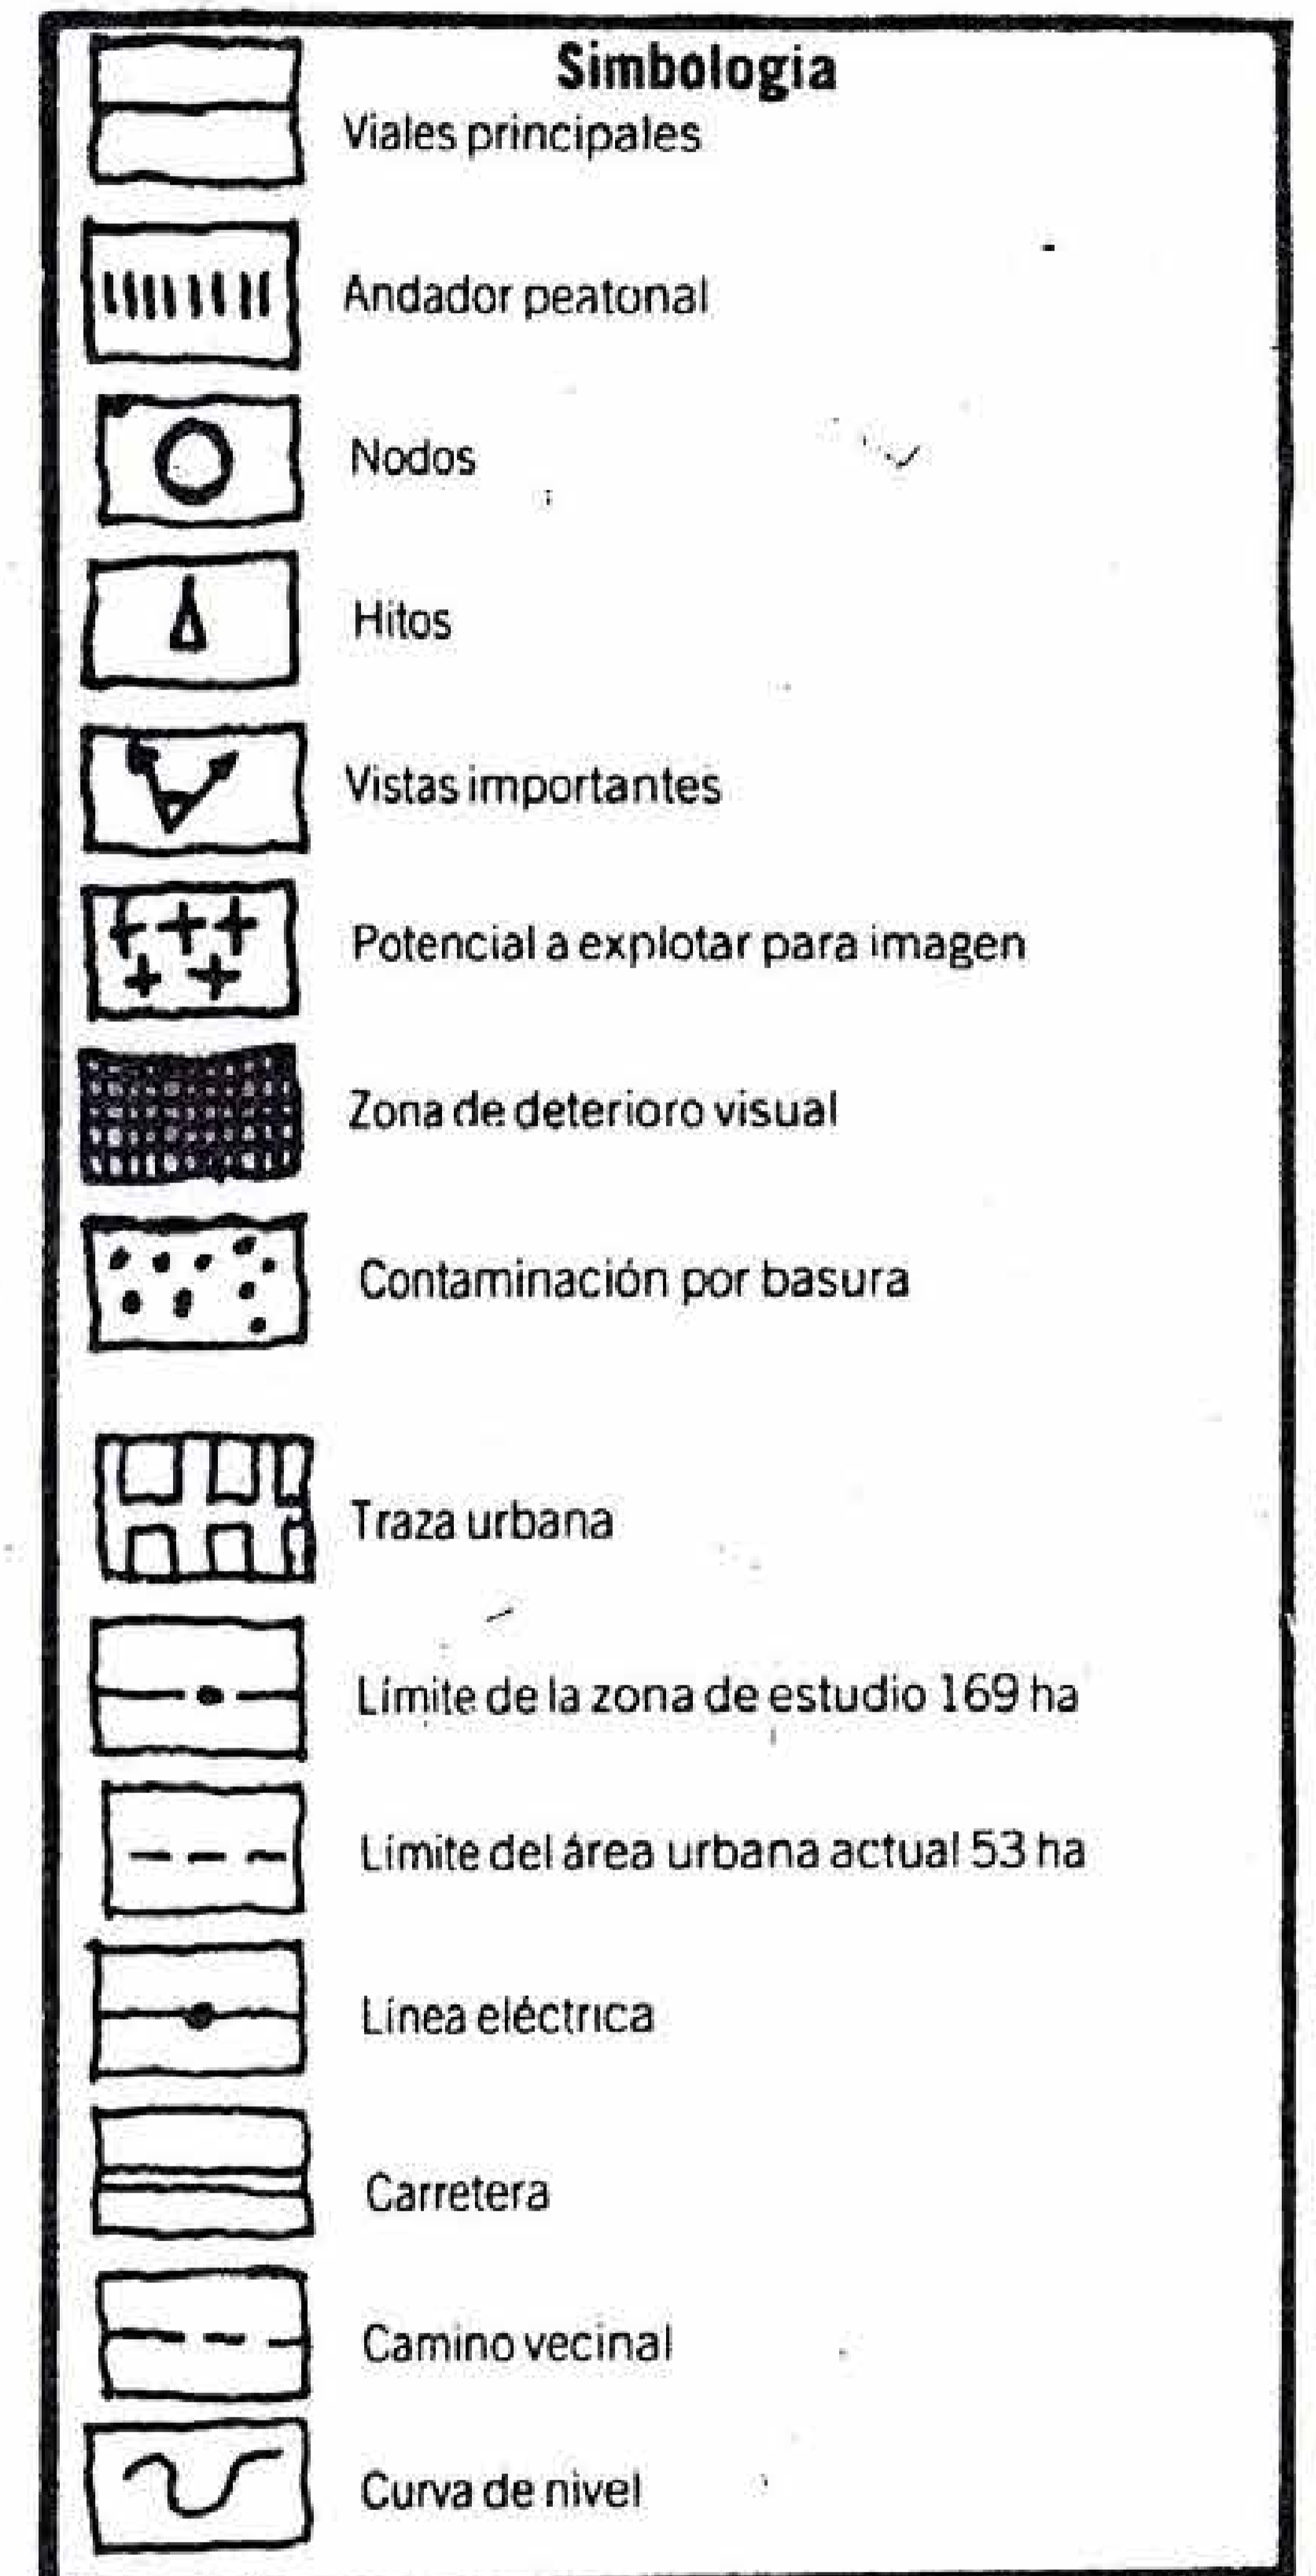 Simbologia
Viales principales
Andador peatonal
Nodos
Hitos
Vistas importantes
Potencial a explotar para imagen
Zona de deterioro visual
Contaminación por basura
Traza urbana
Límite de la zona de estudio 169 ha
Límite del área urbana actual 53 ha
Línea eléctrica
Carretera
Camino vecinal
Curva de nivel